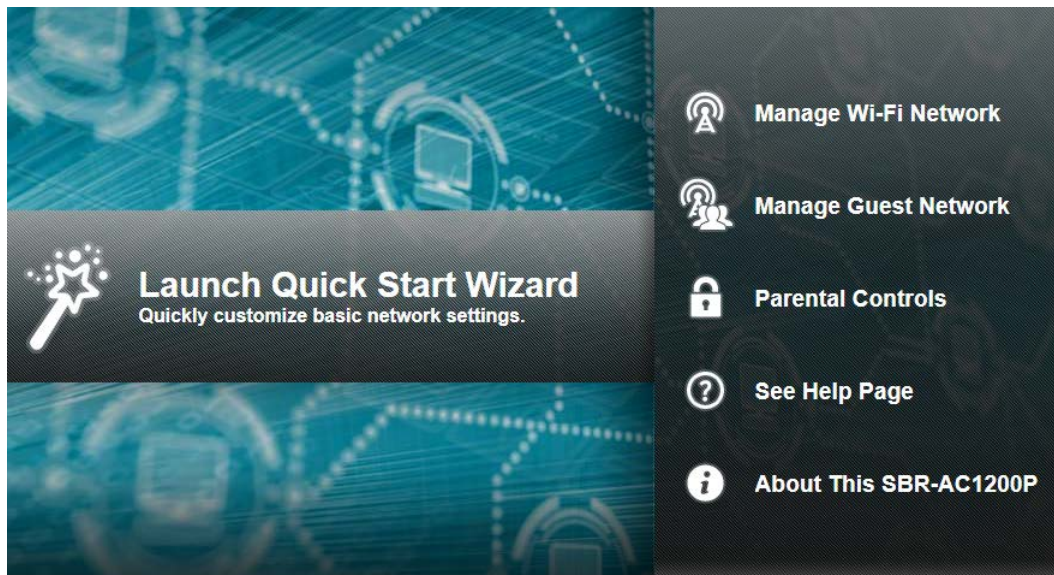 Launch Quick Start Wizard
Quickly customize basic network settings.
Manage Wi-Fi Network
Manage Guest Network
Parental Controls
See Help Page
About This SBR-AC1200P